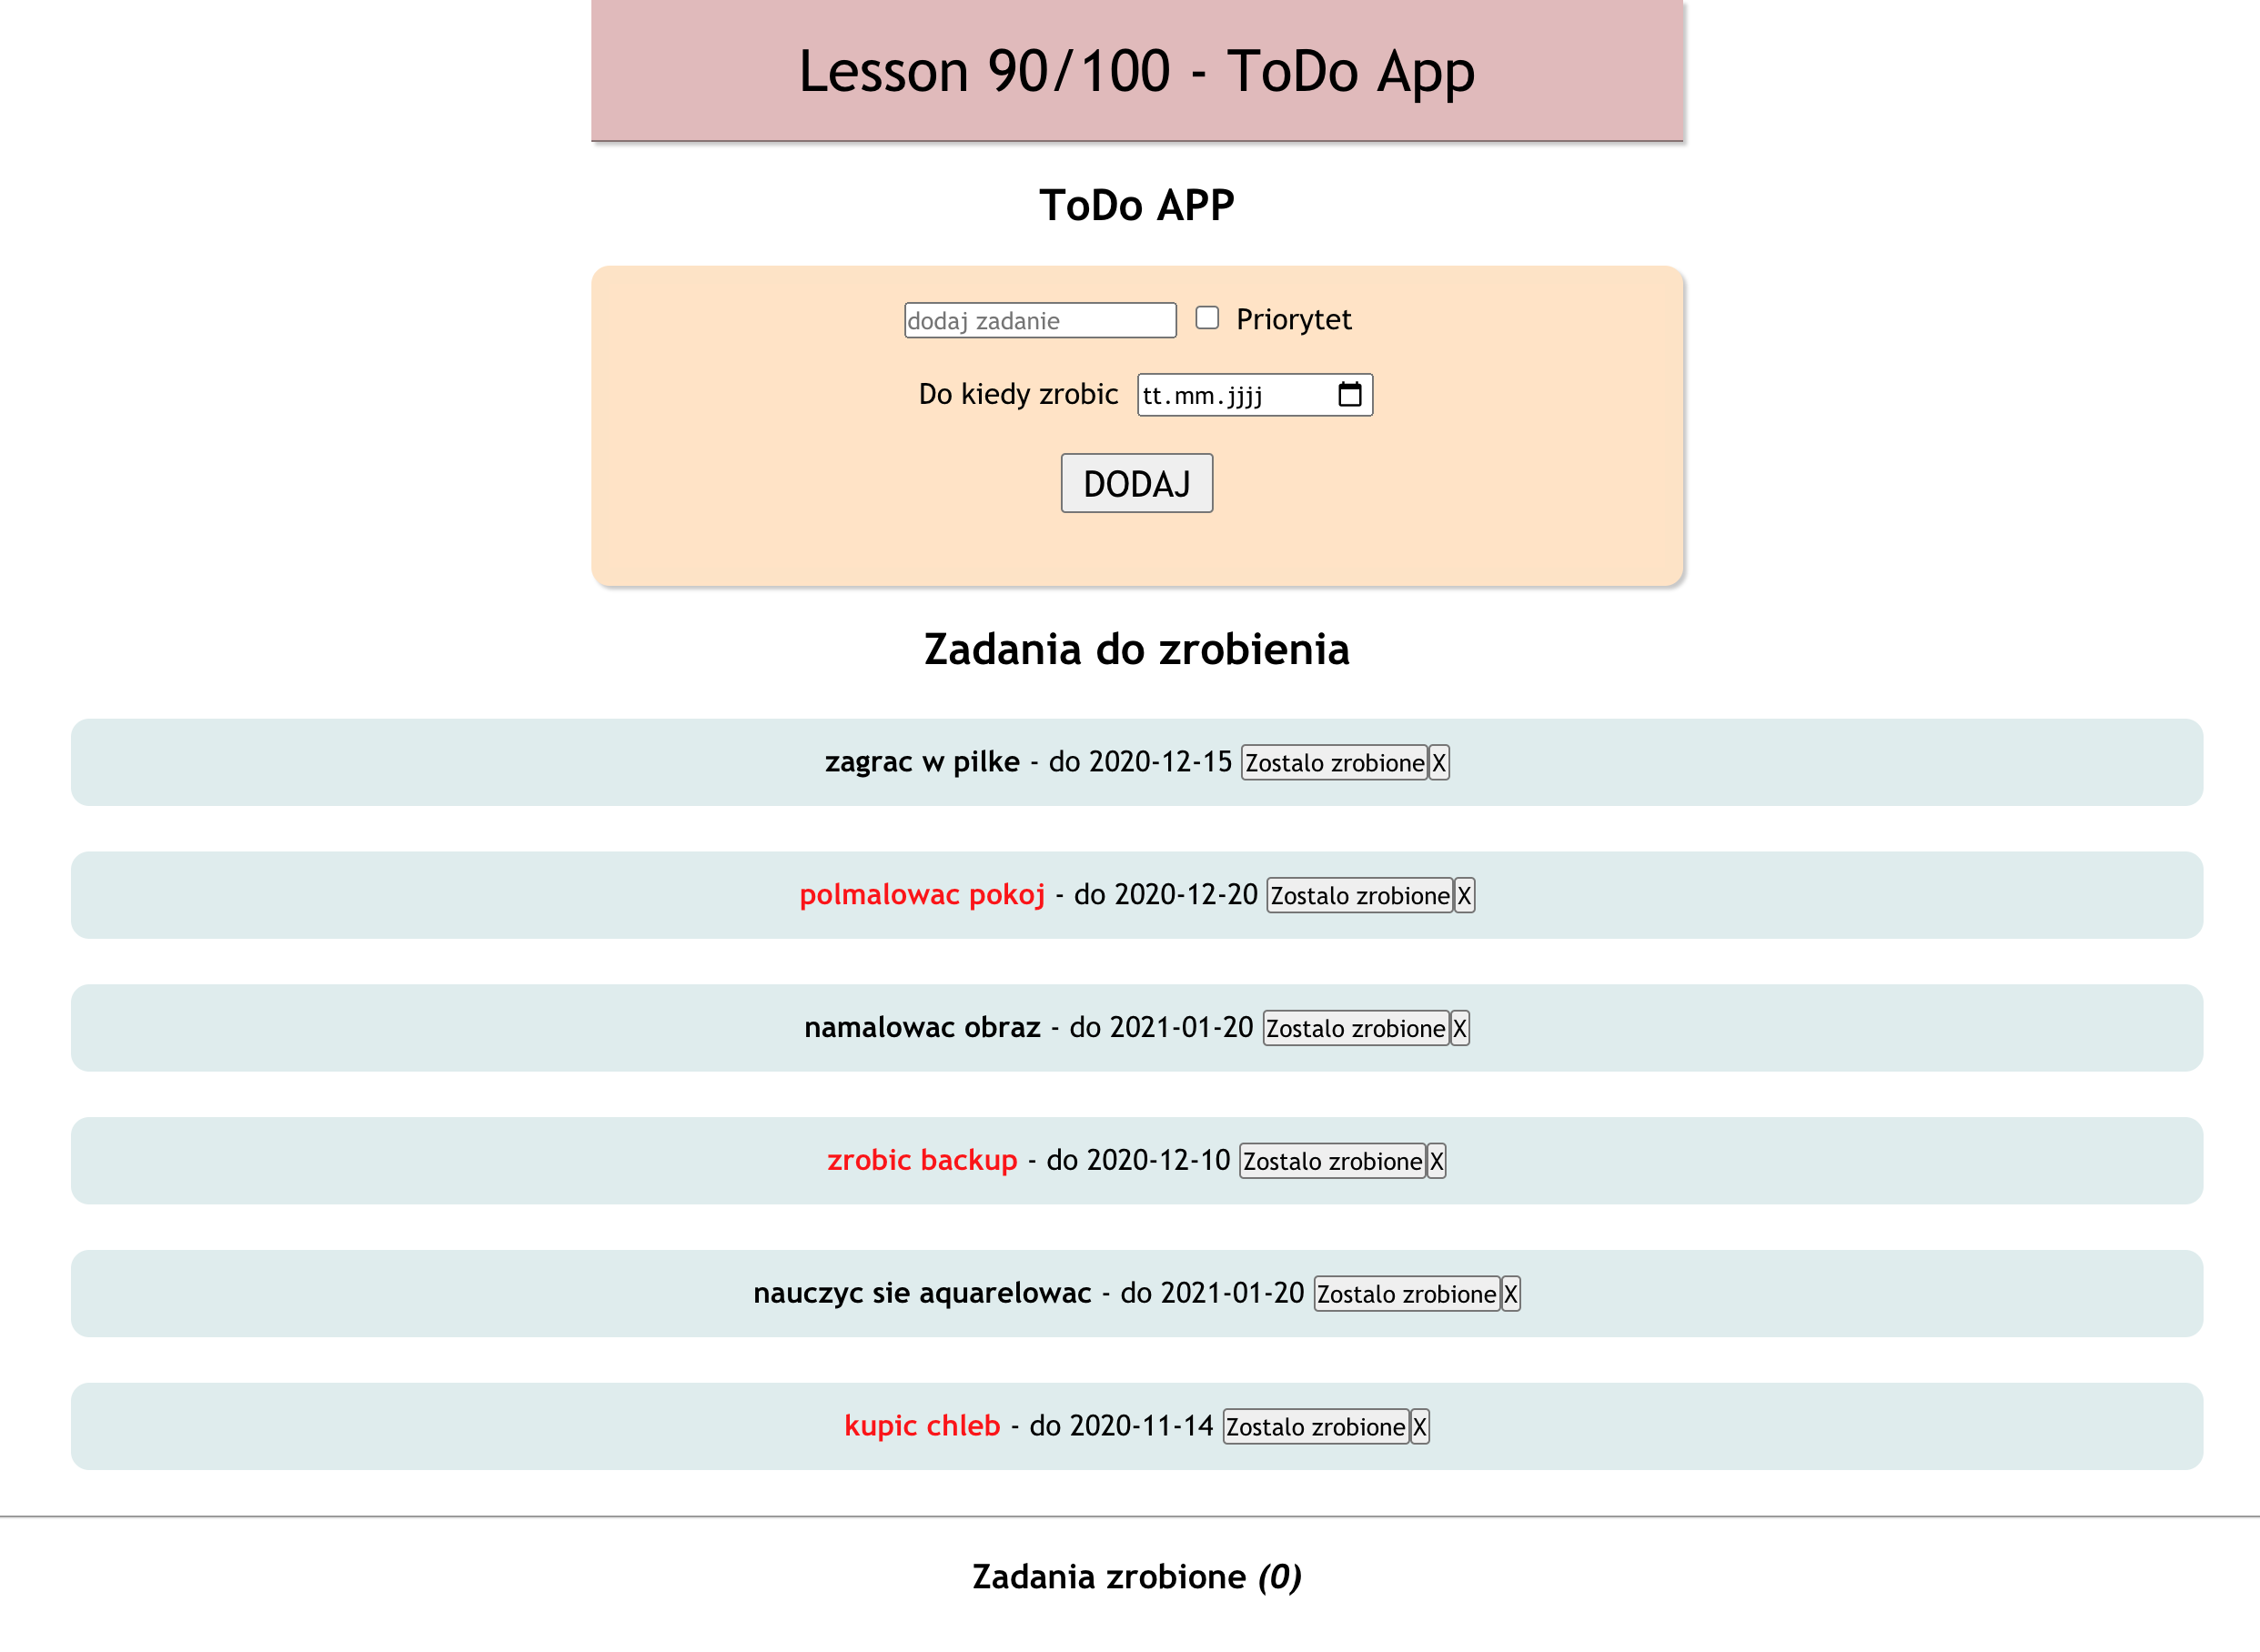 Lesson 90/100 - ToDo App
ToDo APP
dodaj zadanie Priorytet
Do kiedy zrobic tt.mm.jjjj
DODAJ
Zadania do zrobienia
zagrac w pilke - do 2020-12-15 Zostalo zrobione X
polmalowac pokoj - do 2020-12-20 Zostalo zrobione X
namalowac obraz - do 2021-01-20 Zostalo zrobione X
zrobic backup - do 2020-12-10 Zostalo zrobione X
nauczyc sie aquarelowac - do 2021-01-20 Zostalo zrobione X
kupic chleb - do 2020-11-14 Zostalo zrobione X
Zadania zrobione (0)